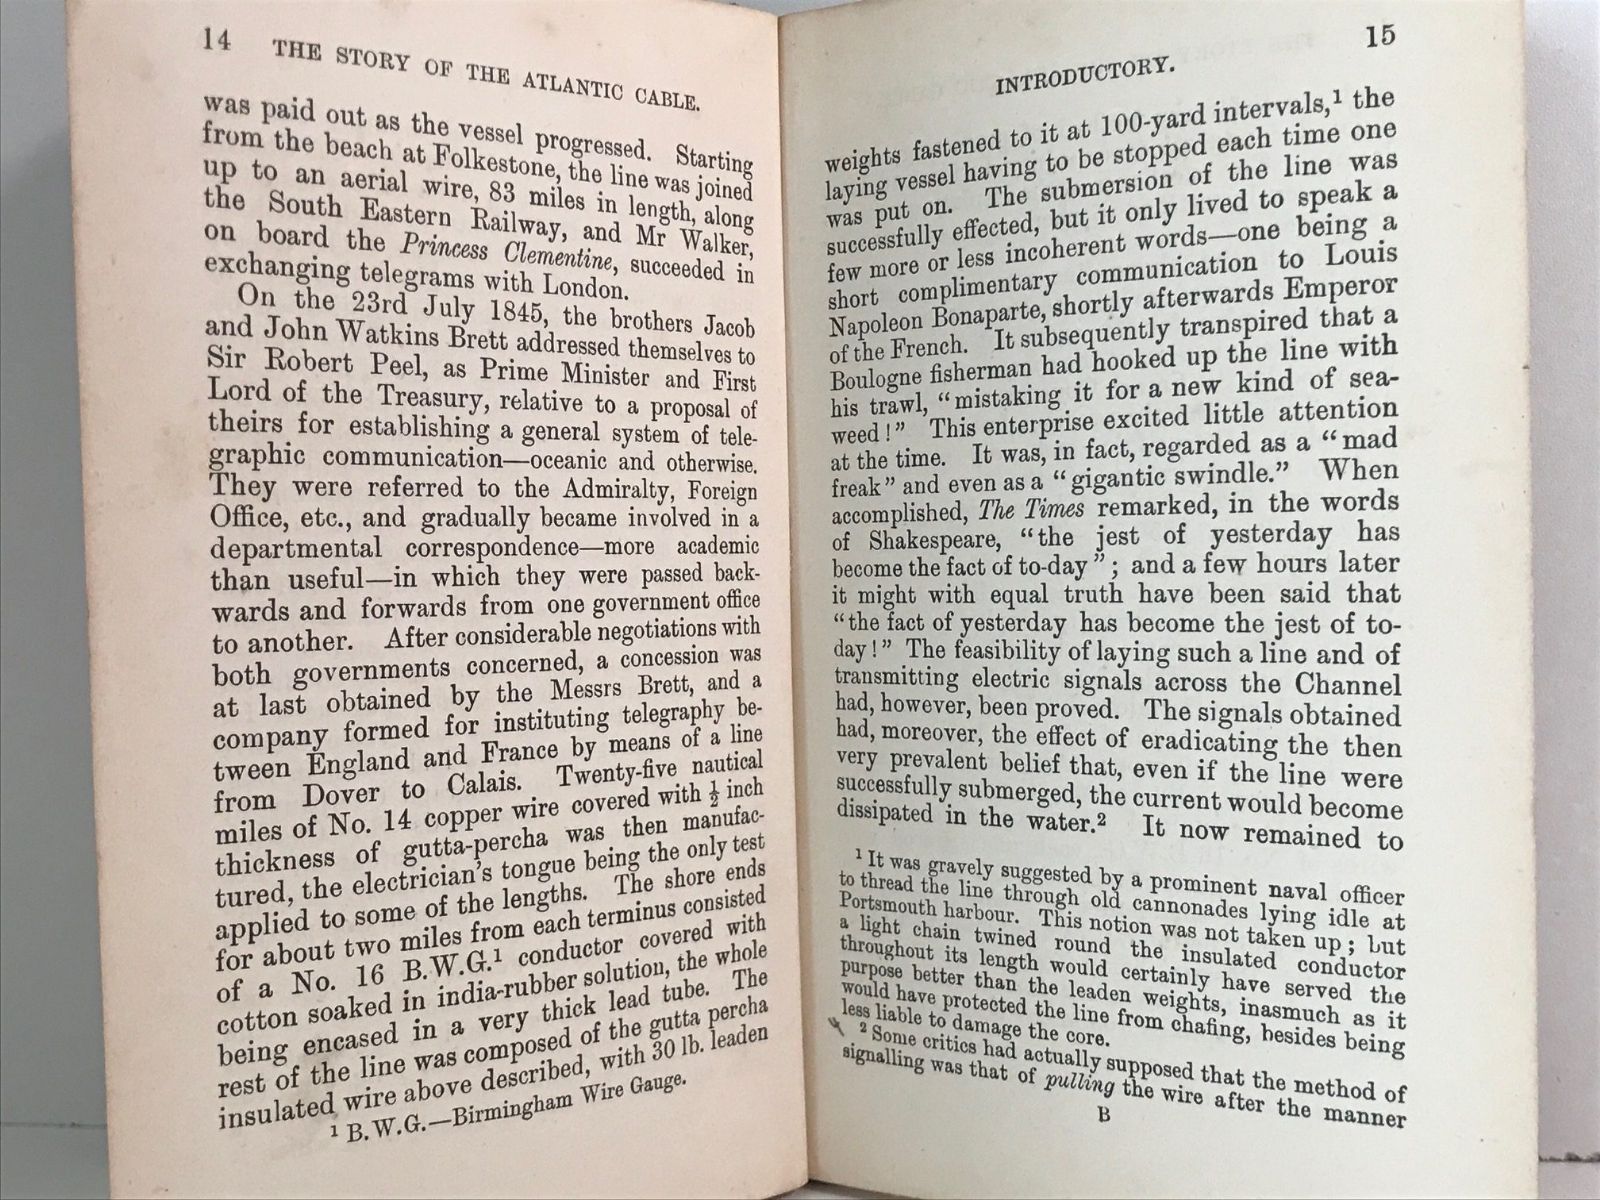 14 THE STORY OF THE ATLANTIC CABLE.
was paid out as the vessel progressed. Starting
from the beach at Folkestone, the line was joined
up to an aerial wire, 83 miles in length, along
the South Eastern Railway, and Mr Walker,
on board the Princess Clementine, succeeded in
exchanging telegrams with London.
On the 23rd July 1845, the brothers Jacob
and John Watkins Brett addressed themselves to
Sir Robert Peel, as Prime Minister and First
Lord of the Treasury, relative to a proposal of
theirs for establishing a general system of tele-
graphic communication—oceanic and otherwise.
They were referred to the Admiralty, Foreign
Office, etc., and gradually became involved in a
departmental correspondence—more academic
than useful—in which they were passed back-
wards and forwards from one government office
to another. After considerable negotiations with
both governments concerned, a concession was
at last obtained by the Messrs Brett, and a
company formed for instituting telegraphy be-
tween England and France by means of a line
from Dover to Calais. Twenty-five nautical
miles of No. 14 copper wire covered with ½ inch
thickness of gutta-percha was then manufac-
tured, the electrician's tongue being the only test
applied to some of the lengths. The shore ends
for about two miles from each terminus consisted
of a No. 16 B.W.G.¹ conductor covered with
cotton soaked in india-rubber solution, the whole
being encased in a very thick lead tube. The
rest of the line was composed of the gutta percha
insulated wire above described, with 30 lb. leaden
¹ B.W.G.—Birmingham Wire Gauge.
INTRODUCTORY. 15
weights fastened to it at 100-yard intervals,¹ the
laying vessel having to be stopped each time one
was put on. The submersion of the line was
successfully effected, but it only lived to speak a
few more or less incoherent words—one being a
short complimentary communication to Louis
Napoleon Bonaparte, shortly afterwards Emperor
of the French. It subsequently transpired that a
Boulogne fisherman had hooked up the line with
his trawl, "mistaking it for a new kind of sea-
weed!" This enterprise excited little attention
at the time. It was, in fact, regarded as a "mad
freak" and even as a "gigantic swindle." When
accomplished, The Times remarked, in the words
of Shakespeare, "the jest of yesterday has
become the fact of to-day"; and a few hours later
it might with equal truth have been said that
"the fact of yesterday has become the jest of to-
day!" The feasibility of laying such a line and of
transmitting electric signals across the Channel
had, however, been proved. The signals obtained
had, moreover, the effect of eradicating the then
very prevalent belief that, even if the line were
successfully submerged, the current would become
dissipated in the water.² It now remained to
¹ It was gravely suggested by a prominent naval officer
to thread the line through old cannonades lying idle at
Portsmouth harbour. This notion was not taken up; but
a light chain twined round the insulated conductor
throughout its length would certainly have served the
purpose better than the leaden weights, inasmuch as it
would have protected the line from chafing, besides being
less liable to damage the core.
² Some critics had actually supposed that the method of
signalling was that of pulling the wire after the manner
B